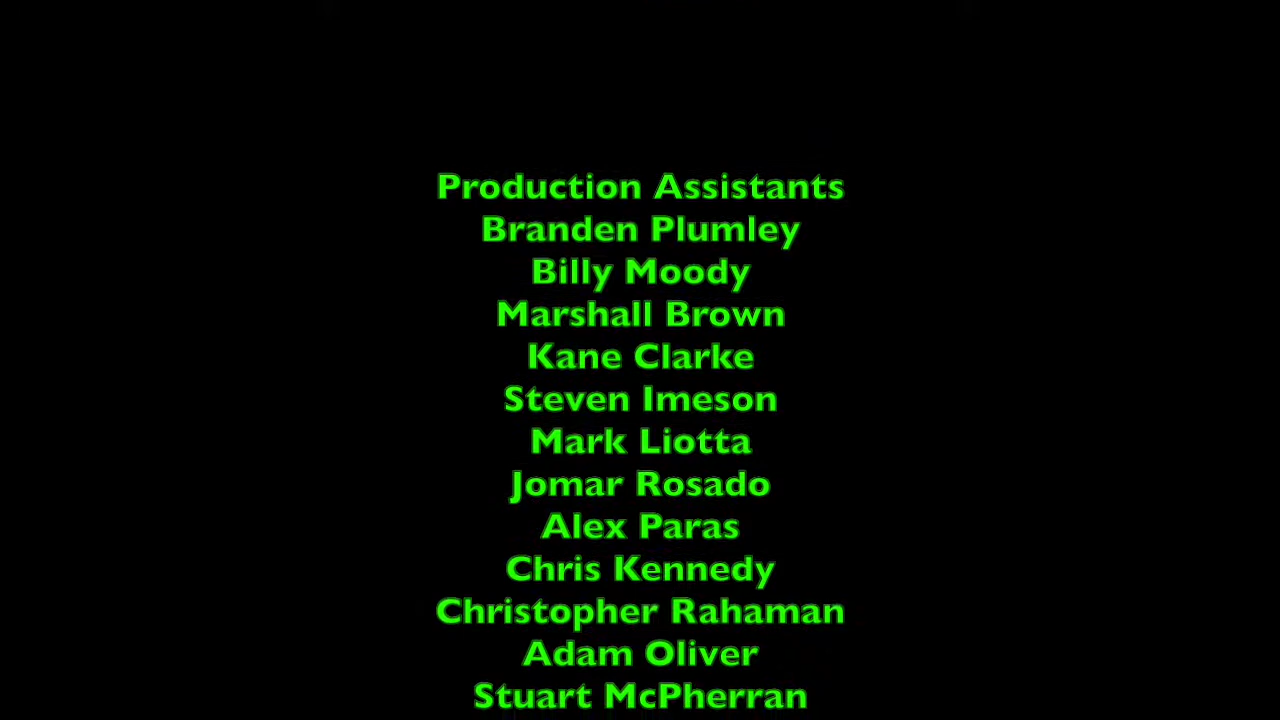 Production Assistants
Branden Plumley
Billy Moody
Marshall Brown
Kane Clarke
Steven Imeson
Mark Liotta
Jomar Rosado
Alex Paras
Chris Kennedy
Christopher Rahaman
Adam Oliver
Stuart McPherran